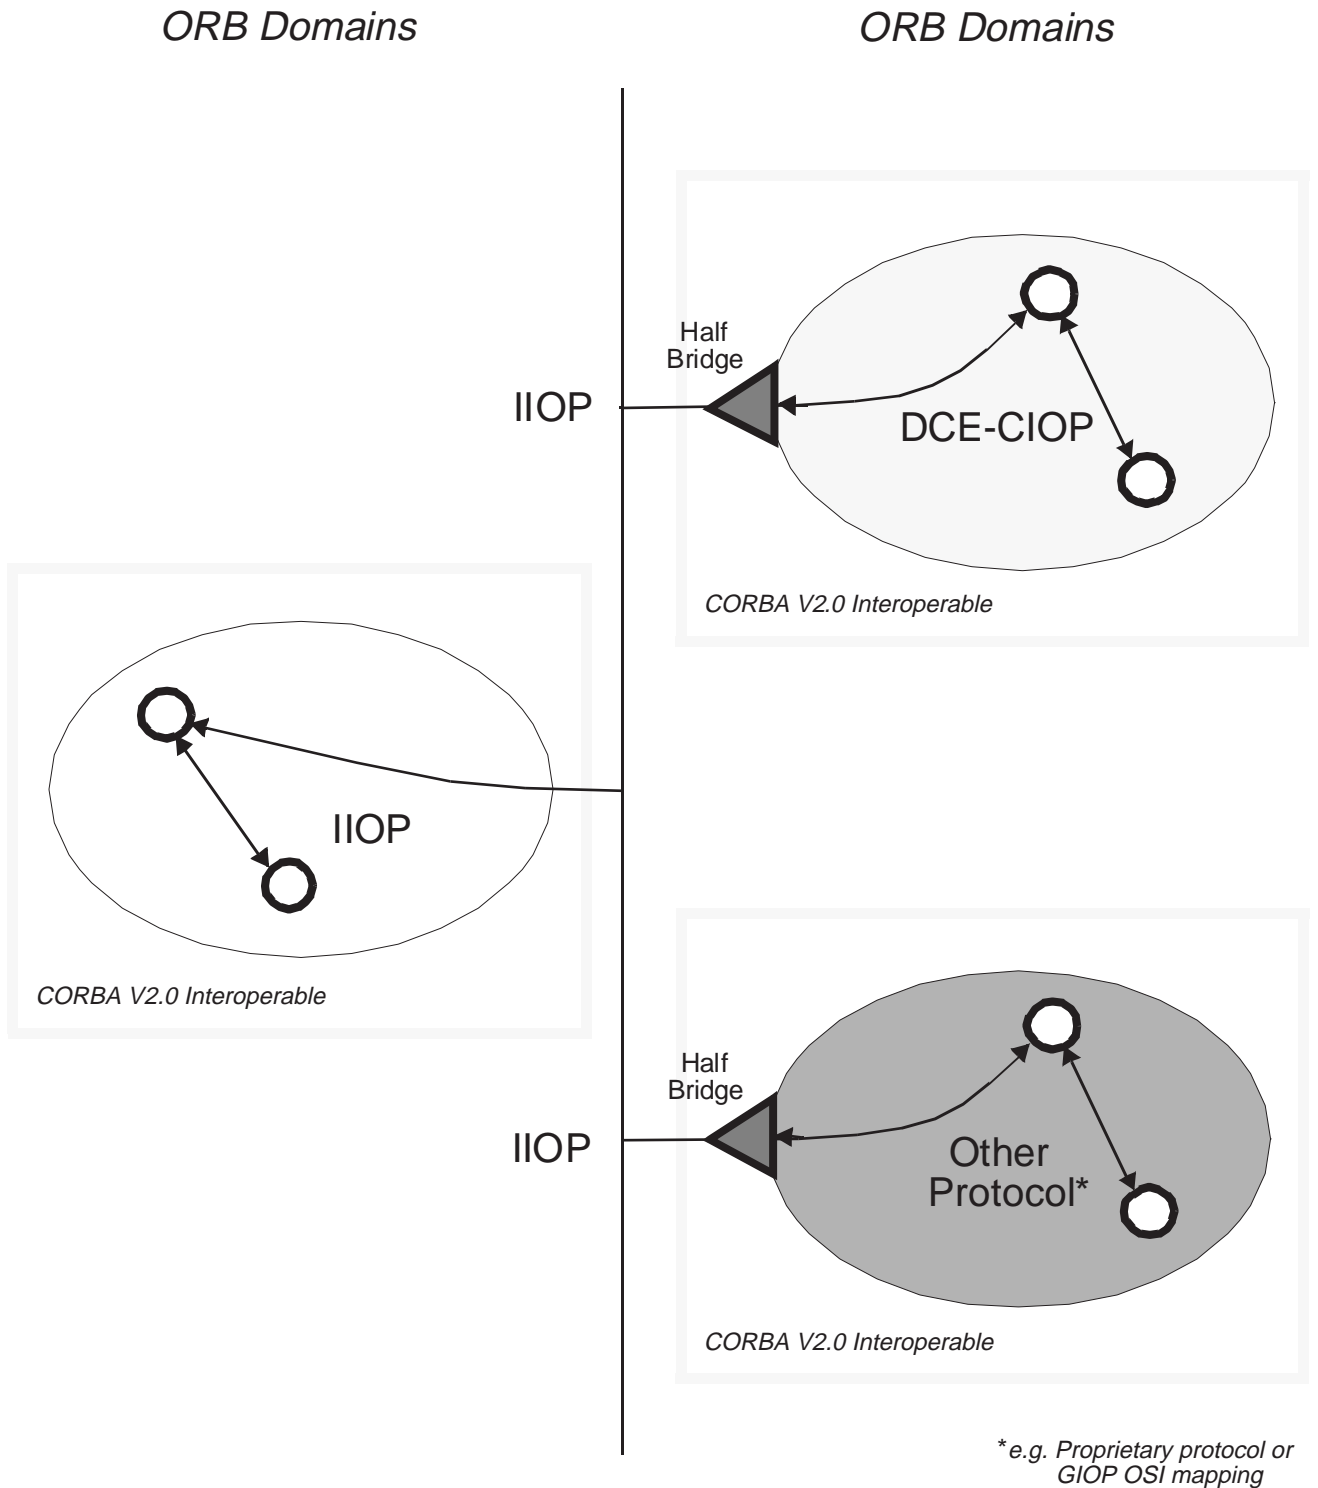 ORB Domains
ORB Domains
Half
Bridge
IIOP
DCE-CIOP
CORBA V2.0 Interoperable
IIOP
CORBA V2.0 Interoperable
Half
Bridge
IIOP
Other
Protocol*
CORBA V2.0 Interoperable
*e.g. Proprietary protocol or
GIOP OSI mapping